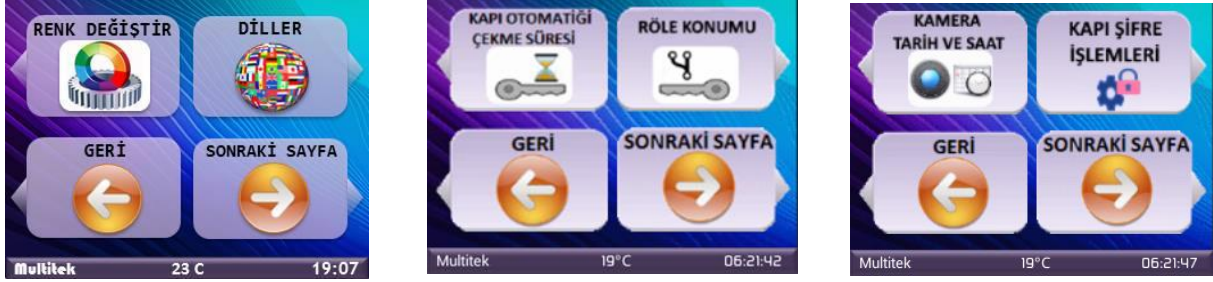 RENK DEĞİŞTİR
DİLLER
GERİ
SONRAKİ SAYFA
Multitek 23 C 19:07
KAPI OTOMATİĞİ
ÇEKME SÜRESİ
RÖLE KONUMU
GERİ
SONRAKİ SAYFA
Multitek 19°C 06:21:42
KAMERA
TARİH VE SAAT
KAPI ŞİFRE
İŞLEMLERİ
GERİ
SONRAKİ SAYFA
Multitek 19°C 06:21:47